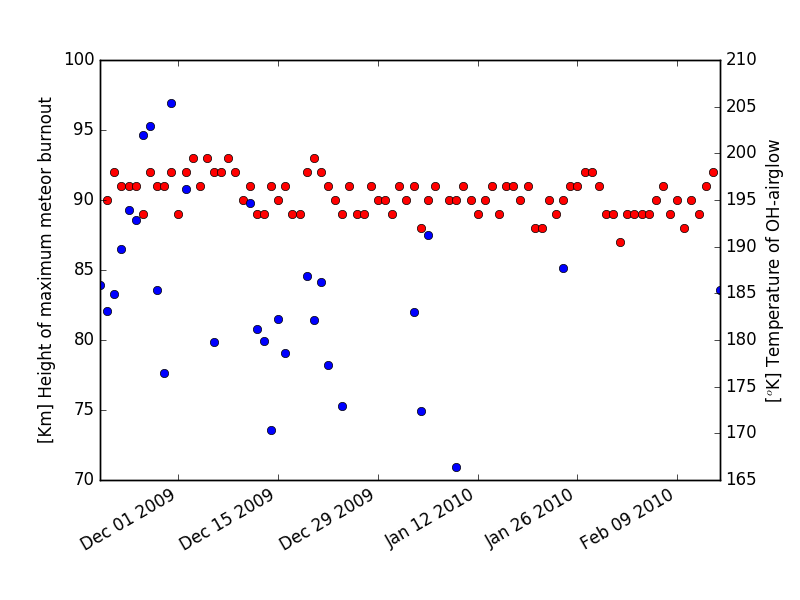 100
95
90
85
80
75
70
[Km] Height of maximum meteor burnout
210
205
200
195
190
185
180
175
170
165
[°K] Temperature of OH-airglow
Dec 01 2009
Dec 15 2009
Dec 29 2009
Jan 12 2010
Jan 26 2010
Feb 09 2010